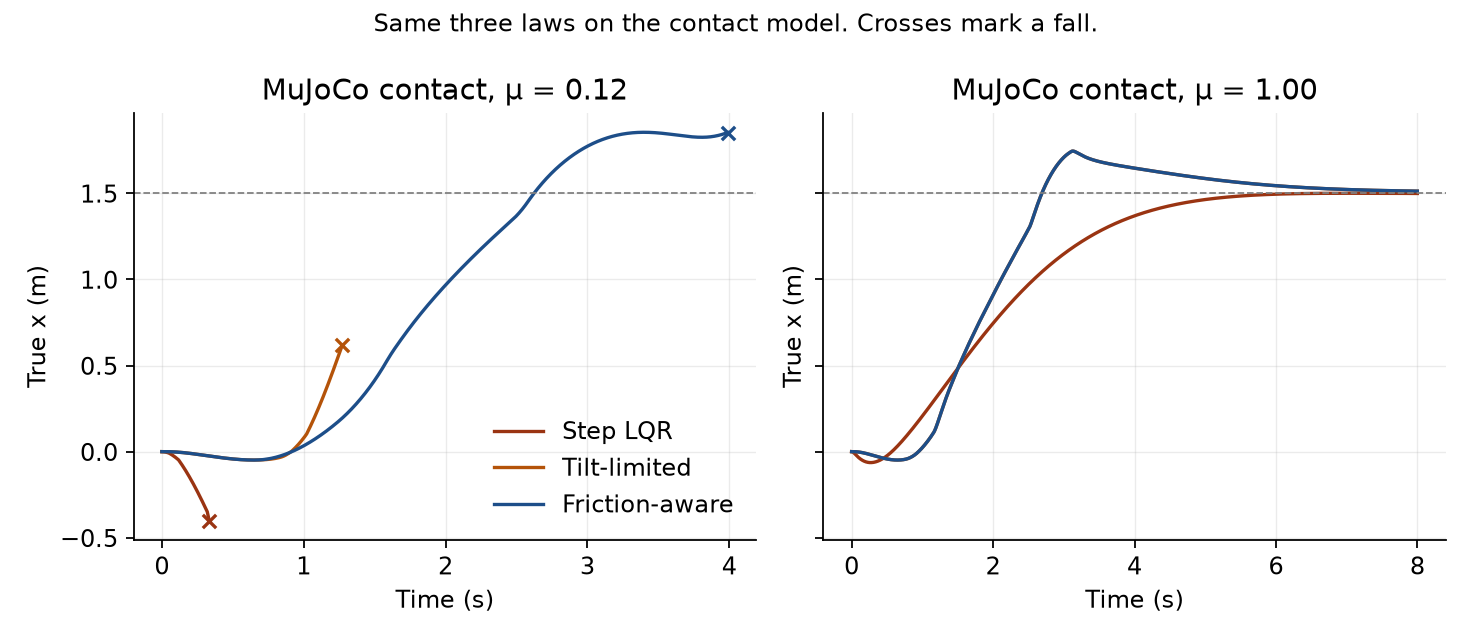 Same three laws on the contact model. Crosses mark a fall.
MuJoCo contact, μ = 0.12
True x (m)
1.5
1.0
0.5
0.0
−0.5
Step LQR
Tilt-limited
Friction-aware
0 1 2 3 4
Time (s)
MuJoCo contact, μ = 1.00
True x (m)
0 2 4 6 8
Time (s)